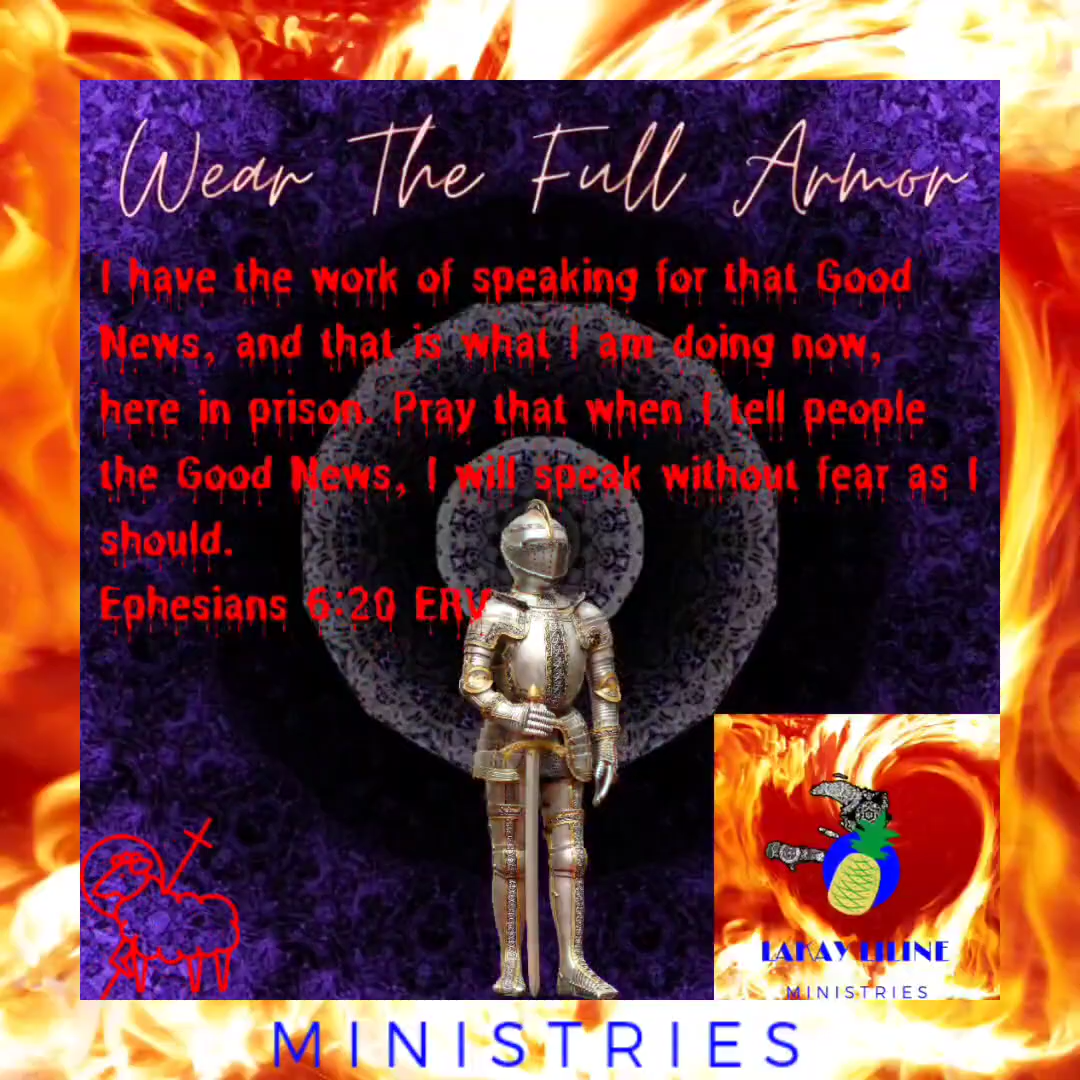 Wear The Full Armor
I have the work of speaking for that Good
News, and that is what I am doing now,
here in prison. Pray that when I tell people
the Good News, I will speak without fear as I
should.
Ephesians 6:20 ERV
LAKAY LILINE
MINISTRIES
MINISTRIES